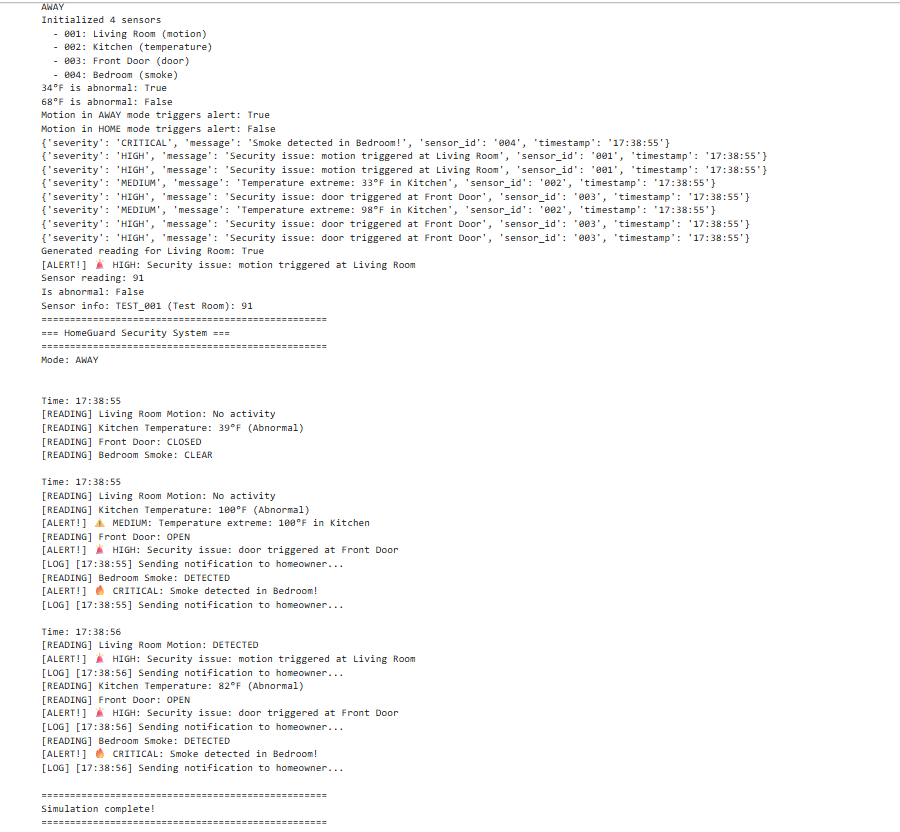 AWAY
Initialized 4 sensors
  - 001: Living Room (motion)
  - 002: Kitchen (temperature)
  - 003: Front Door (door)
  - 004: Bedroom (smoke)
34°F is abnormal: True
68°F is abnormal: False
Motion in AWAY mode triggers alert: True
Motion in HOME mode triggers alert: False
{'severity': 'CRITICAL', 'message': 'Smoke detected in Bedroom!', 'sensor_id': '004', 'timestamp': '17:38:55'}
{'severity': 'HIGH', 'message': 'Security issue: motion triggered at Living Room', 'sensor_id': '001', 'timestamp': '17:38:55'}
{'severity': 'HIGH', 'message': 'Security issue: motion triggered at Living Room', 'sensor_id': '001', 'timestamp': '17:38:55'}
{'severity': 'MEDIUM', 'message': 'Temperature extreme: 33°F in Kitchen', 'sensor_id': '002', 'timestamp': '17:38:55'}
{'severity': 'HIGH', 'message': 'Security issue: door triggered at Front Door', 'sensor_id': '003', 'timestamp': '17:38:55'}
{'severity': 'MEDIUM', 'message': 'Temperature extreme: 98°F in Kitchen', 'sensor_id': '002', 'timestamp': '17:38:55'}
{'severity': 'HIGH', 'message': 'Security issue: door triggered at Front Door', 'sensor_id': '003', 'timestamp': '17:38:55'}
{'severity': 'HIGH', 'message': 'Security issue: door triggered at Front Door', 'sensor_id': '003', 'timestamp': '17:38:55'}
Generated reading for Living Room: True
[ALERT!] 🚨 HIGH: Security issue: motion triggered at Living Room
Sensor reading: 91
Is abnormal: False
Sensor info: TEST_001 (Test Room): 91
==================================================
=== HomeGuard Security System ===
==================================================
Mode: AWAY
Time: 17:38:55
[READING] Living Room Motion: No activity
[READING] Kitchen Temperature: 39°F (Abnormal)
[READING] Front Door: CLOSED
[READING] Bedroom Smoke: CLEAR
Time: 17:38:55
[READING] Living Room Motion: No activity
[READING] Kitchen Temperature: 100°F (Abnormal)
[ALERT!] ⚠️ MEDIUM: Temperature extreme: 100°F in Kitchen
[READING] Front Door: OPEN
[ALERT!] 🚨 HIGH: Security issue: door triggered at Front Door
[LOG] [17:38:55] Sending notification to homeowner...
[READING] Bedroom Smoke: DETECTED
[ALERT!] 🔥 CRITICAL: Smoke detected in Bedroom!
[LOG] [17:38:55] Sending notification to homeowner...
Time: 17:38:56
[READING] Living Room Motion: DETECTED
[ALERT!] 🚨 HIGH: Security issue: motion triggered at Living Room
[LOG] [17:38:56] Sending notification to homeowner...
[READING] Kitchen Temperature: 82°F (Abnormal)
[READING] Front Door: OPEN
[ALERT!] 🚨 HIGH: Security issue: door triggered at Front Door
[LOG] [17:38:56] Sending notification to homeowner...
[READING] Bedroom Smoke: DETECTED
[ALERT!] 🔥 CRITICAL: Smoke detected in Bedroom!
[LOG] [17:38:56] Sending notification to homeowner...
==================================================
Simulation complete!
==================================================